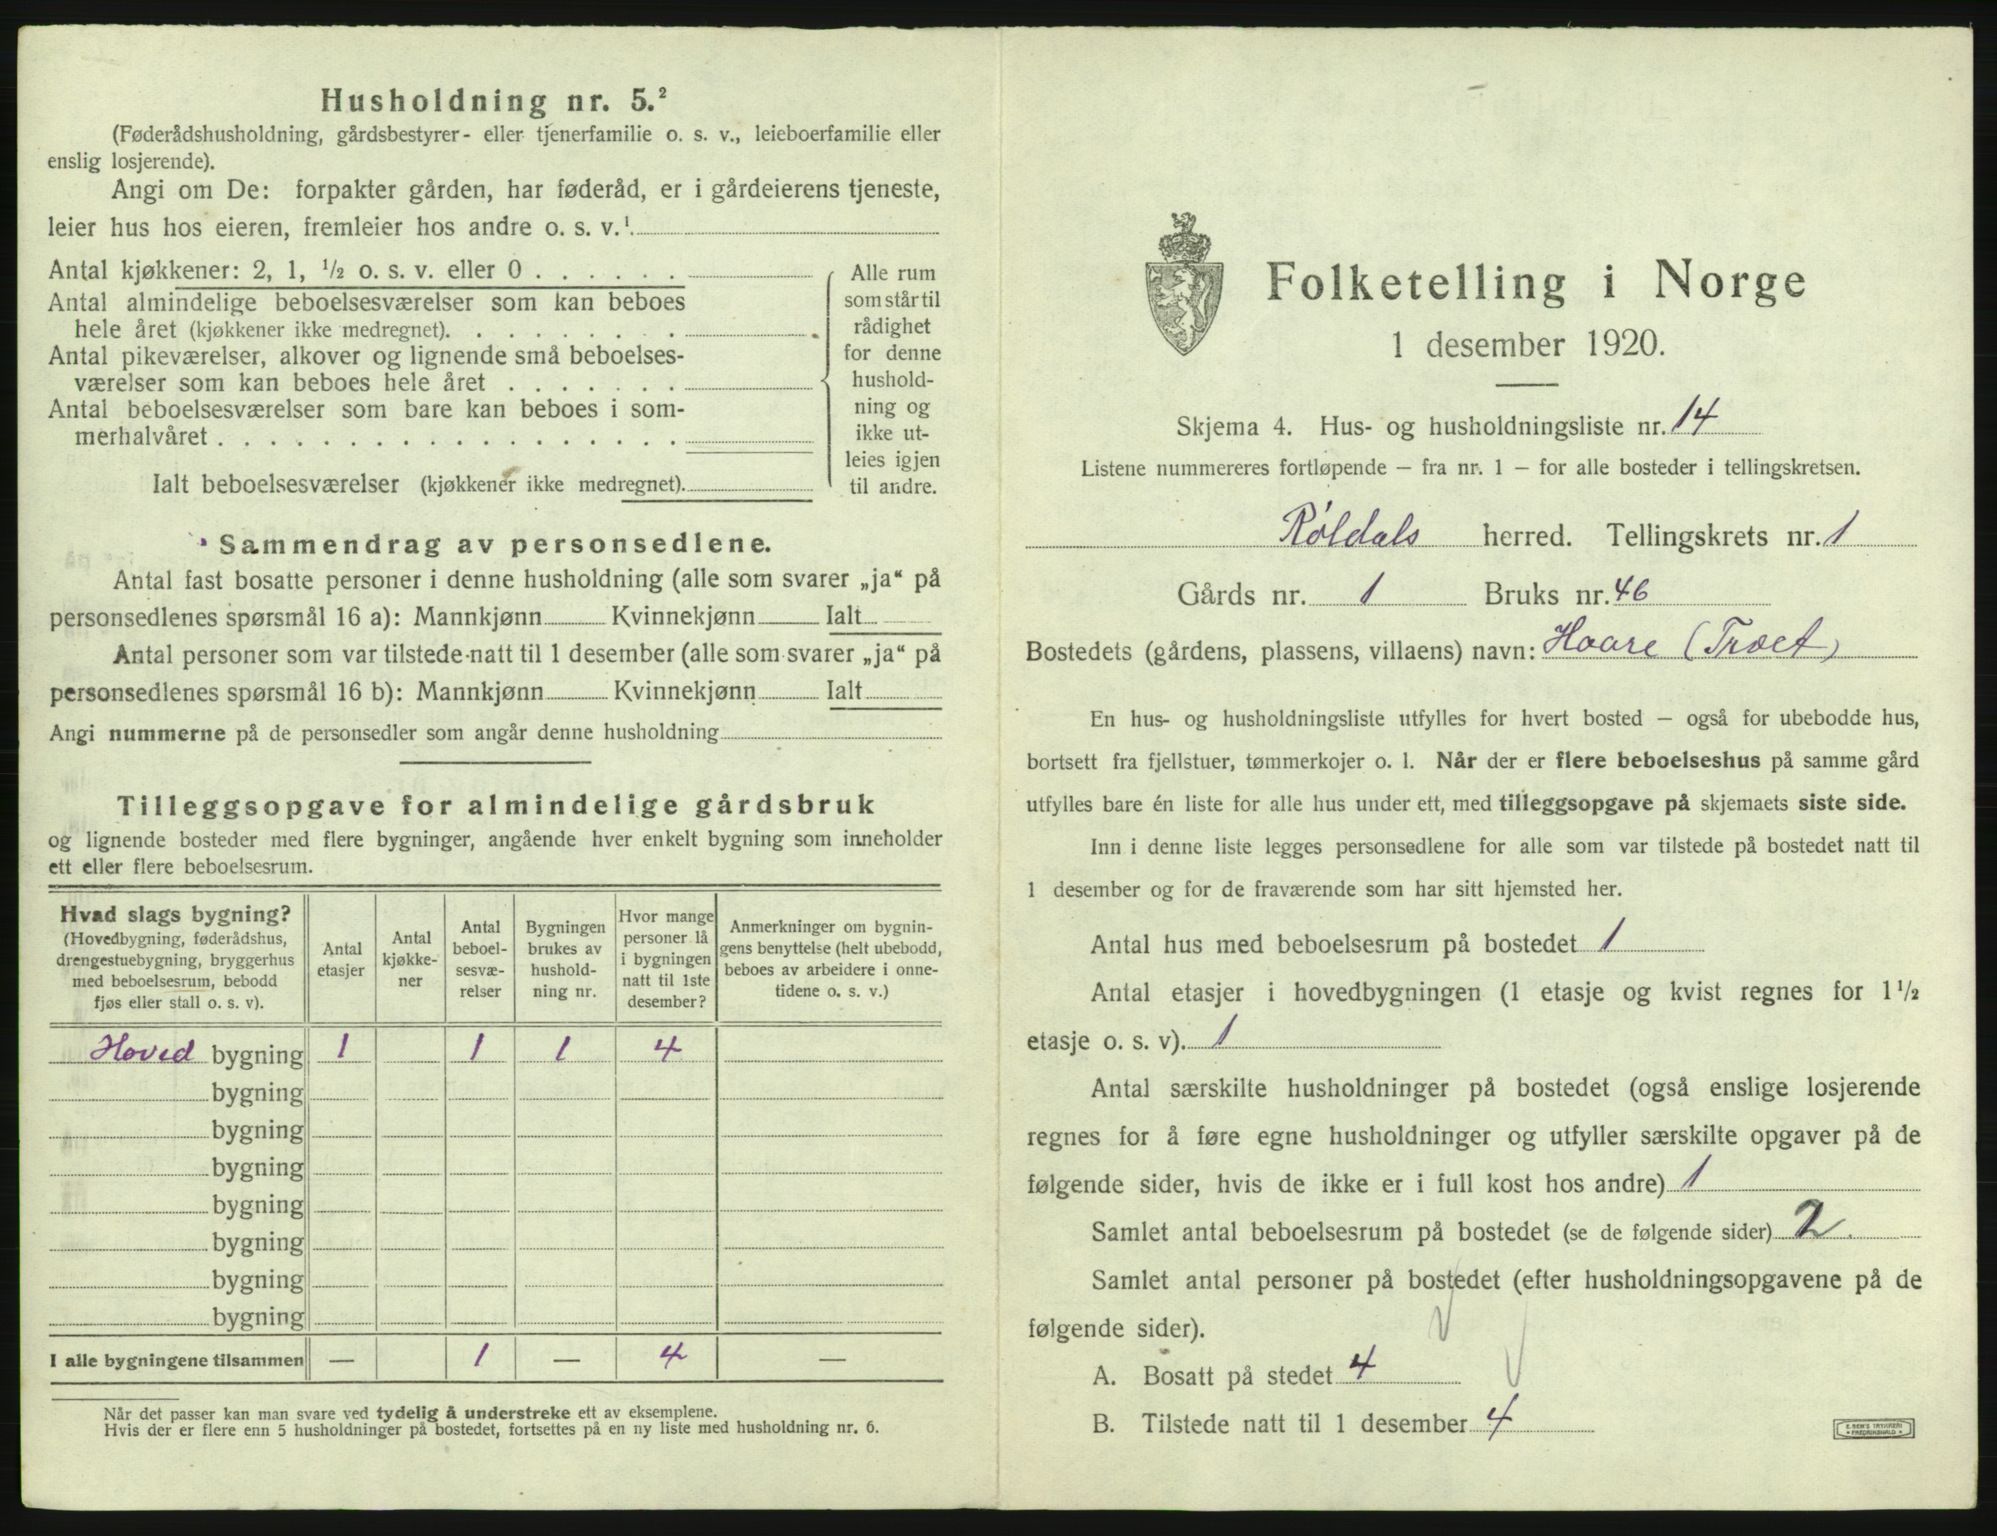 Husholdning nr. 5.²
(Føderådshusholdning, gårdsbestyrer- eller tjenerfamilie o. s. v., leieboerfamilie eller
enslig losjerende).
Angi om De: forpakter gården, har føderåd, er i gårdeierens tjeneste,
leier hus hos eieren, fremleier hos andre o. s. v.¹
Antal kjøkkener: 2, 1, ½ o. s. v. eller 0 . . . . . .
Antal almindelige beboelsesværelser som kan beboes
hele året (kjøkkener ikke medregnet). . . . . . . . .
Antal pikeværelser, alkover og lignende små beboelses-
værelser som kan beboes hele året . . . . . . .
Antal beboelsesværelser som bare kan beboes i som-
merhalvåret . . . . . . . . . . . . . . . . . .
Ialt beboelsesværelser (kjøkkener ikke medregnet).
Alle rum
som står til
rådighet
for denne
hushold-
ning og
ikke ut-
leies igjen
til andre.
Sammendrag av personsedlene.
Antal fast bosatte personer i denne husholdning (alle som svarer „ja“ på
personsedlenes spørsmål 16 a): Mannkjønn Kvinnekjønn Ialt
Antal personer som var tilstede natt til 1 desember (alle som svarer „ja“ på
personsedlenes spørsmål 16 b): Mannkjønn Kvinnekjønn Ialt
Angi nummerne på de personsedler som angår denne husholdning
Tilleggsopgave for almindelige gårdsbruk
og lignende bosteder med flere bygninger, angående hver enkelt bygning som inneholder
ett eller flere beboelsesrum.
Hvad slags bygning?
(Hovedbygning, føderådshus,
drengestuebygning, bryggerhus
med beboelsesrum, bebodd
fjøs eller stall o. s. v).
Antal
etasjer
Antal
kjøkke-
ner
Antal
beboel-
sesvæ-
relser
Bygningen
brukes av
hushold-
ning nr.
Hvor mange
personer lå
i bygningen
natt til 1ste
desember?
Anmerkninger om bygnin-
gens benyttelse (helt ubebodd,
beboes av arbeidere i onne-
tidene o. s. v.)
Hoved bygning 1 1 1 4
bygning
bygning
bygning
bygning
bygning
bygning
bygning
I alle bygningene tilsammen — 1 — 4 —
Når det passer kan man svare ved tydelig å understreke ett av eksemplene.
Hvis der er flere enn 5 husholdninger på bostedet, fortsettes på en ny liste med husholdning nr. 6.
Folketelling i Norge
1 desember 1920.
Skjema 4. Hus- og husholdningsliste nr. 14
Listene nummereres fortløpende — fra nr. 1 — for alle bosteder i tellingskretsen.
Røldals herred. Tellingskrets nr. 1
Gårds nr. 1 Bruks nr. 46
Bostedets (gårdens, plassens, villaens) navn: Haare (Træet)
En hus- og husholdningsliste utfylles for hvert bosted — også for ubebodde hus,
bortsett fra fjellstuer, tømmerkojer o. l. Når der er flere beboelseshus på samme gård
utfylles bare én liste for alle hus under ett, med tilleggsopgave på skjemaets siste side.
Inn i denne liste legges personsedlene for alle som var tilstede på bostedet natt til
1 desember og for de fraværende som har sitt hjemsted her.
Antal hus med beboelsesrum på bostedet 1
Antal etasjer i hovedbygningen (1 etasje og kvist regnes for 1½
etasje o. s. v). 1
Antal særskilte husholdninger på bostedet (også enslige losjerende
regnes for å føre egne husholdninger og utfyller særskilte opgaver på de
følgende sider, hvis de ikke er i full kost hos andre) 1
Samlet antal beboelsesrum på bostedet (se de følgende sider) 2.
Samlet antal personer på bostedet (efter husholdningsopgavene på de
følgende sider).
A. Bosatt på stedet 4
B. Tilstede natt til 1 desember 4